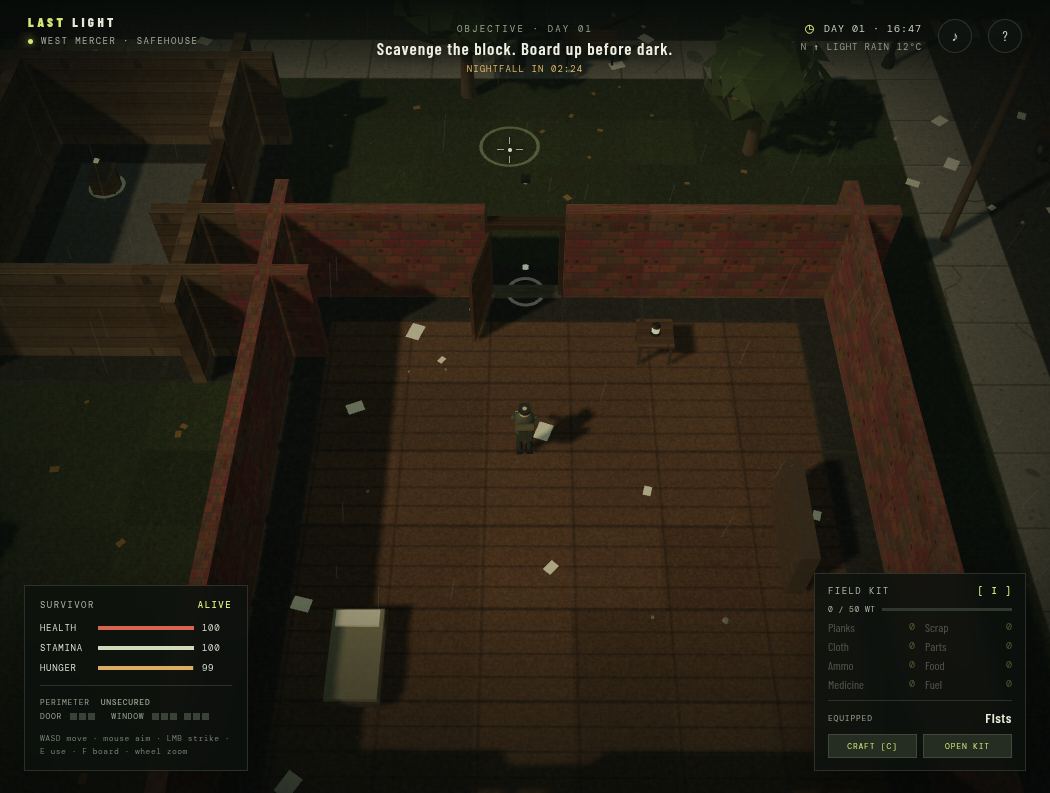 LAST LIGHT
WEST MERCER · SAFEHOUSE
OBJECTIVE · DAY 01
Scavenge the block. Board up before dark.
NIGHTFALL IN 02:24
DAY 01 · 16:47
N ↑ LIGHT RAIN 12°C
♪
?
SURVIVOR ALIVE
HEALTH 100
STAMINA 100
HUNGER 99
PERIMETER UNSECURED
DOOR WINDOW
WASD move · mouse aim · LMB strike ·
E use · F board · wheel zoom
FIELD KIT [ I ]
0 / 50 WT
Planks 0 Scrap 0
Cloth 0 Parts 0
Ammo 0 Food 0
Medicine 0 Fuel 0
EQUIPPED Fists
CRAFT [C] OPEN KIT